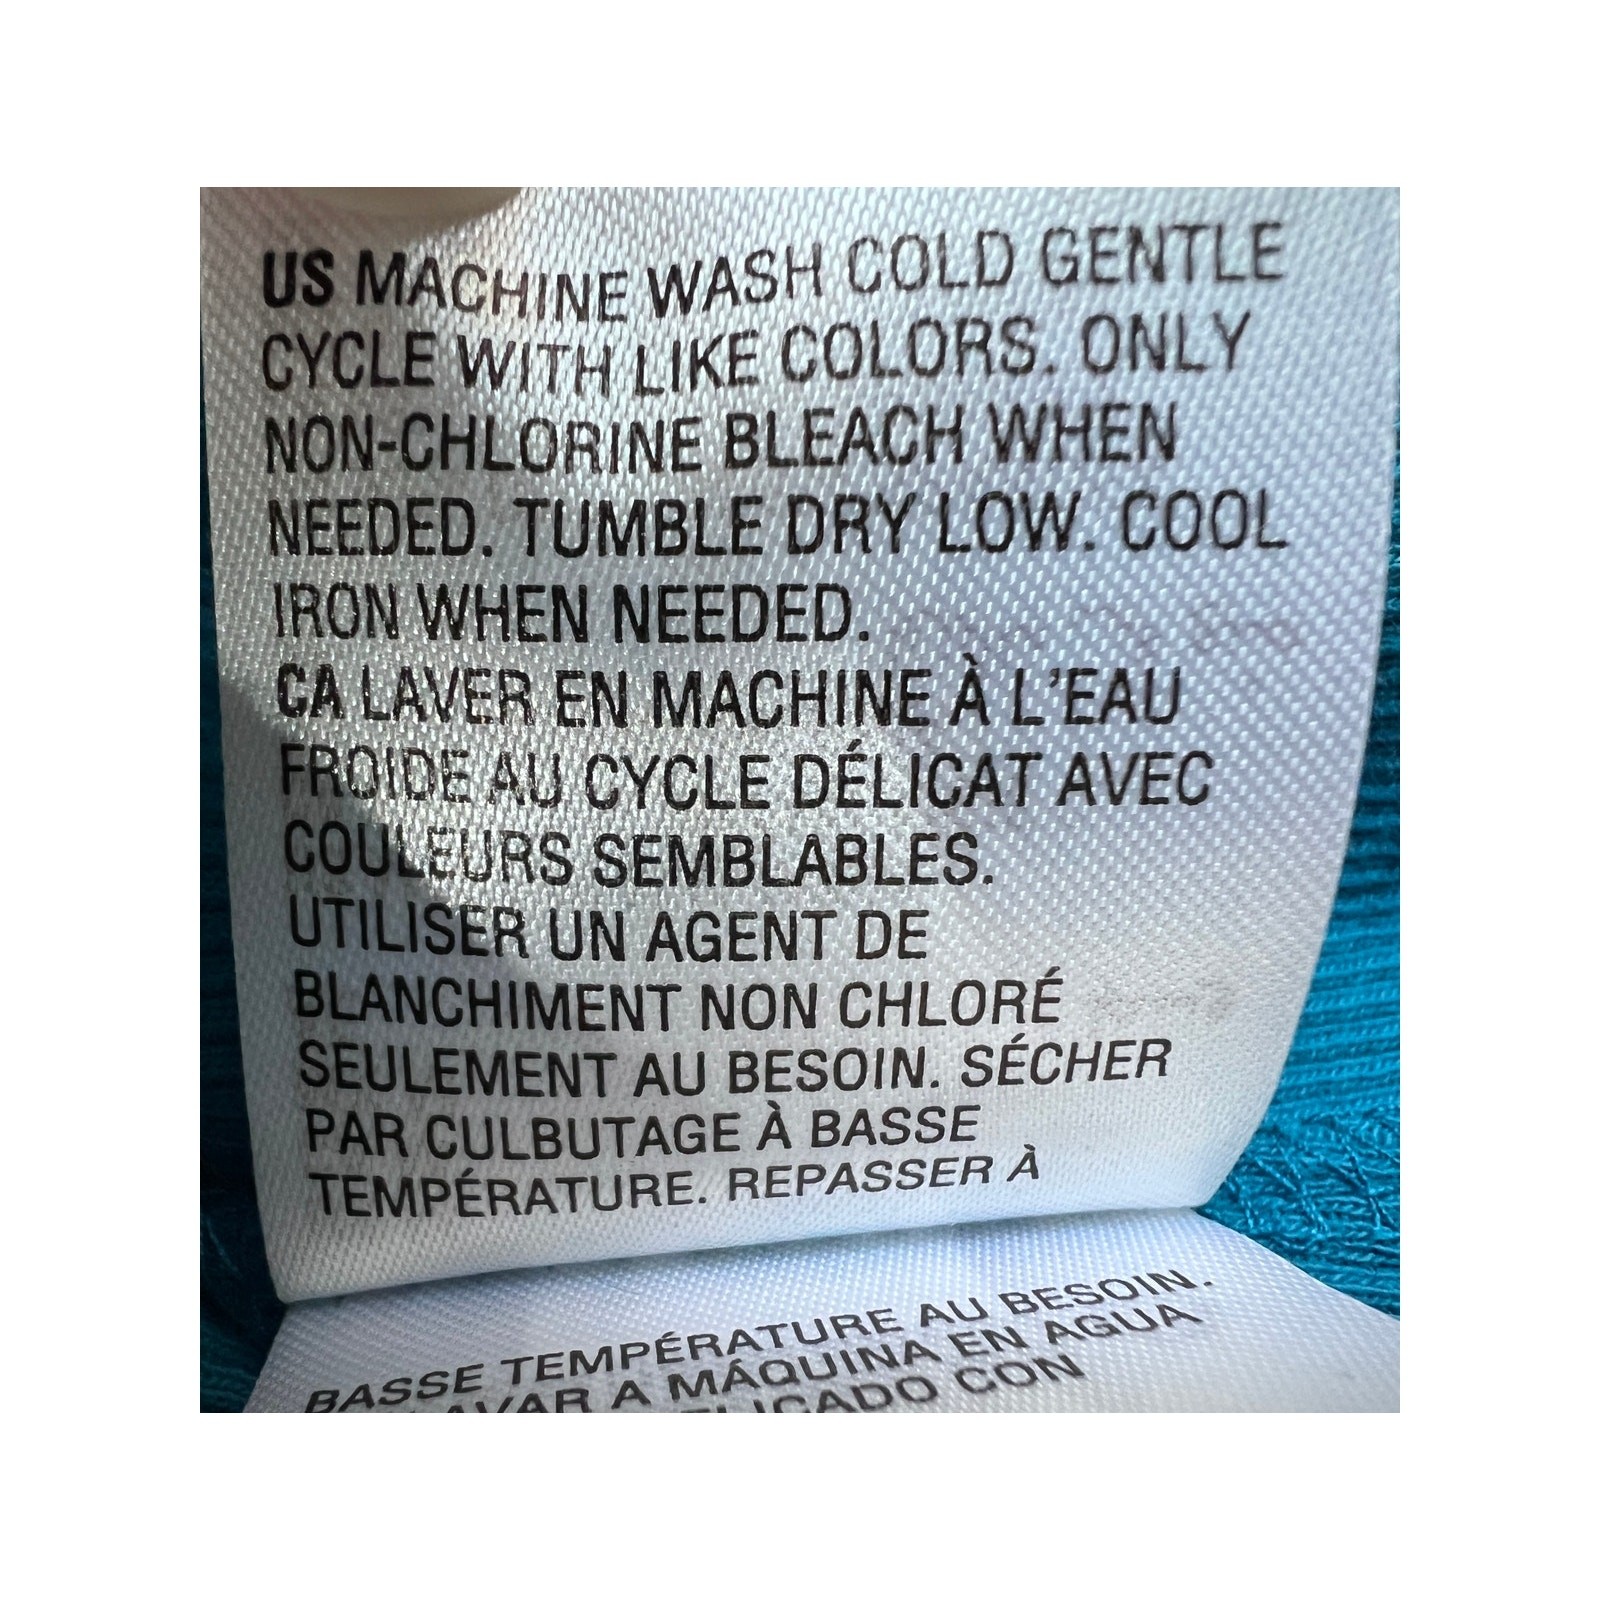 US MACHINE WASH COLD GENTLE
CYCLE WITH LIKE COLORS. ONLY
NON-CHLORINE BLEACH WHEN
NEEDED. TUMBLE DRY LOW. COOL
IRON WHEN NEEDED.
CA LAVER EN MACHINE À L'EAU
FROIDE AU CYCLE DÉLICAT AVEC
COULEURS SEMBLABLES.
UTILISER UN AGENT DE
BLANCHIMENT NON CHLORÉ
SEULEMENT AU BESOIN. SÉCHER
PAR CULBUTAGE À BASSE
TEMPÉRATURE. REPASSER À
BASSE TEMPÉRATURE AU BESOIN.
A MÁQUINA EN AGUA
CON